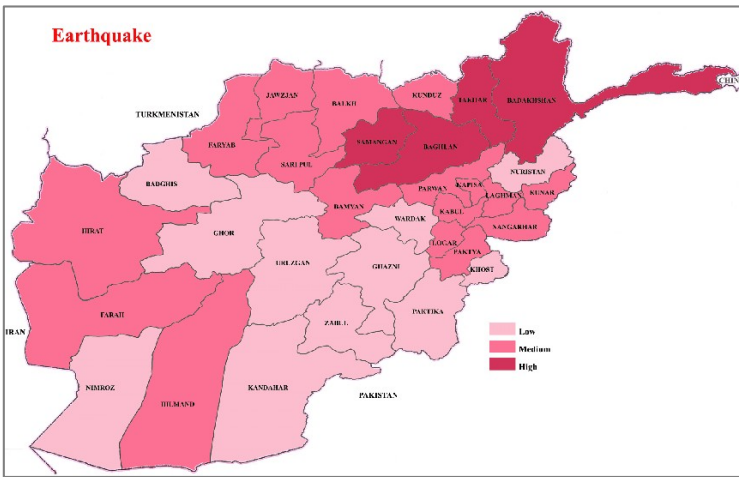 Earthquake
CHIN
JAWZJAN
BALKH
KUNDUZ
TAKHAR
BADAKHSHAN
TURKMENISTAN
FARYAB
SAMANGAN
BAGHLAN
SARI PUL
BADGHIS
NURISTAN
PARWAN
KAPISA
KUNAR
LAGHMAN
BAMYAN
KABUL
WARDAK
HIRAT
GHOR
NANGARHAR
LOGAR
PAKTYA
URUZGAN
GHAZNI
KHOST
FARAH
ZABUL
PAKTIKA
IRAN
Low
Medium
High
NIMROZ
HILMAND
KANDAHAR
PAKISTAN